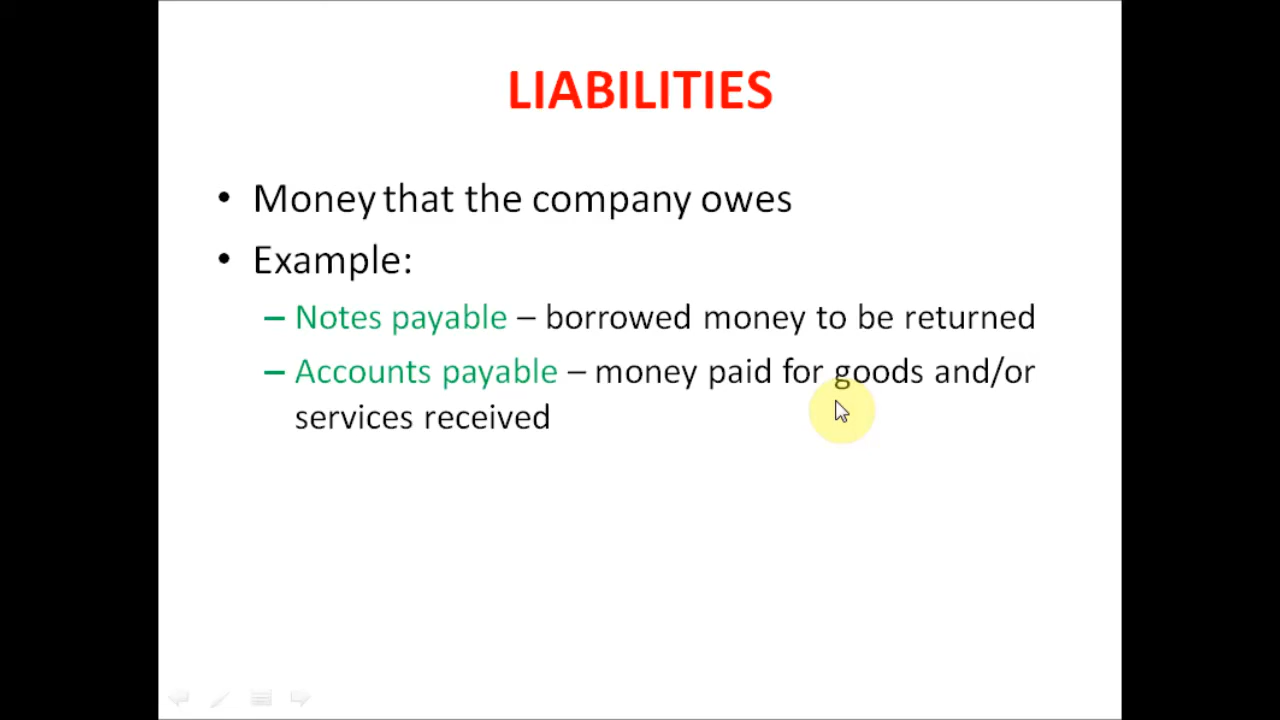 LIABILITIES
• Money that the company owes
• Example:
– Notes payable – borrowed money to be returned
– Accounts payable – money paid for goods and/or
services received